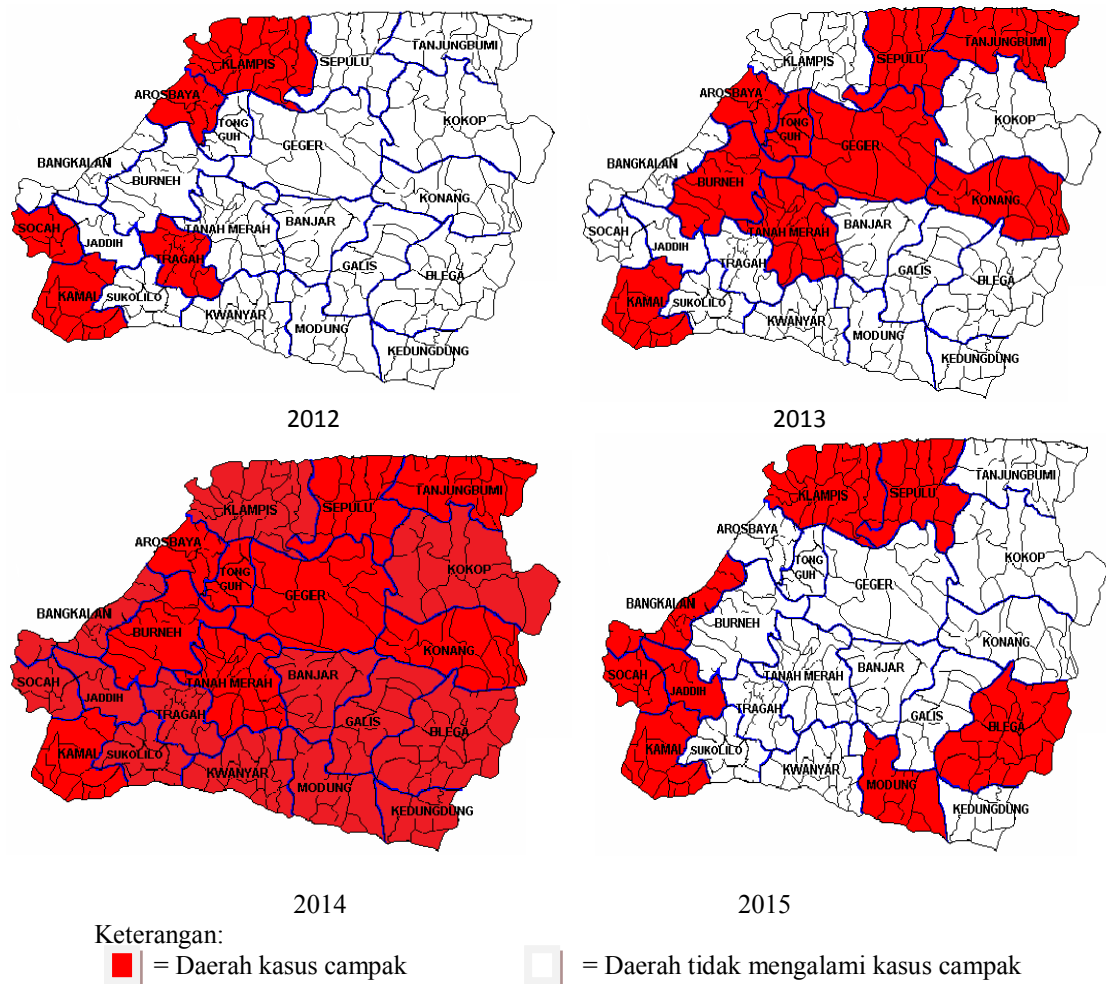 KLAMPIS
SEPULU
TANJUNGBUMI
AROSBAYA
TONG
GUH
GEGER
KOKOP
BANGKALAN
BURNEH
KONANG
SOCAH
JADDIH
TANAH MERAH
BANJAR
TRAGAH
GALIS
BLEGA
KAMAL
SUKOLILO
KWANYAR
MODUNG
KEDUNGDUNG
2012
TANJUNGBUMI
KLAMPIS
SEPULU
AROSBAYA
TONG
GUH
GEGER
KOKOP
BANGKALAN
BURNEH
KONANG
SOCAH
JADDIH
TANAH MERAH
BANJAR
TRAGAH
GALIS
BLEGA
KAMAL
SUKOLILO
KWANYAR
MODUNG
KEDUNGDUNG
2013
TANJUNGBUMI
KLAMPIS
SEPULU
AROSBAYA
TONG
GUH
GEGER
KOKOP
BANGKALAN
BURNEH
KONANG
SOCAH
JADDIH
TANAH MERAH
BANJAR
TRAGAH
GALIS
BLEGA
KAMAL
SUKOLILO
KWANYAR
MODUNG
KEDUNGDUNG
2014
TANJUNGBUMI
KLAMPIS
SEPULU
AROSBAYA
TONG
GUH
GEGER
KOKOP
BANGKALAN
BURNEH
KONANG
SOCAH
JADDIH
TANAH MERAH
BANJAR
TRAGAH
GALIS
BLEGA
KAMAL
SUKOLILO
KWANYAR
MODUNG
KEDUNGDUNG
2015
Keterangan:
= Daerah kasus campak
= Daerah tidak mengalami kasus campak